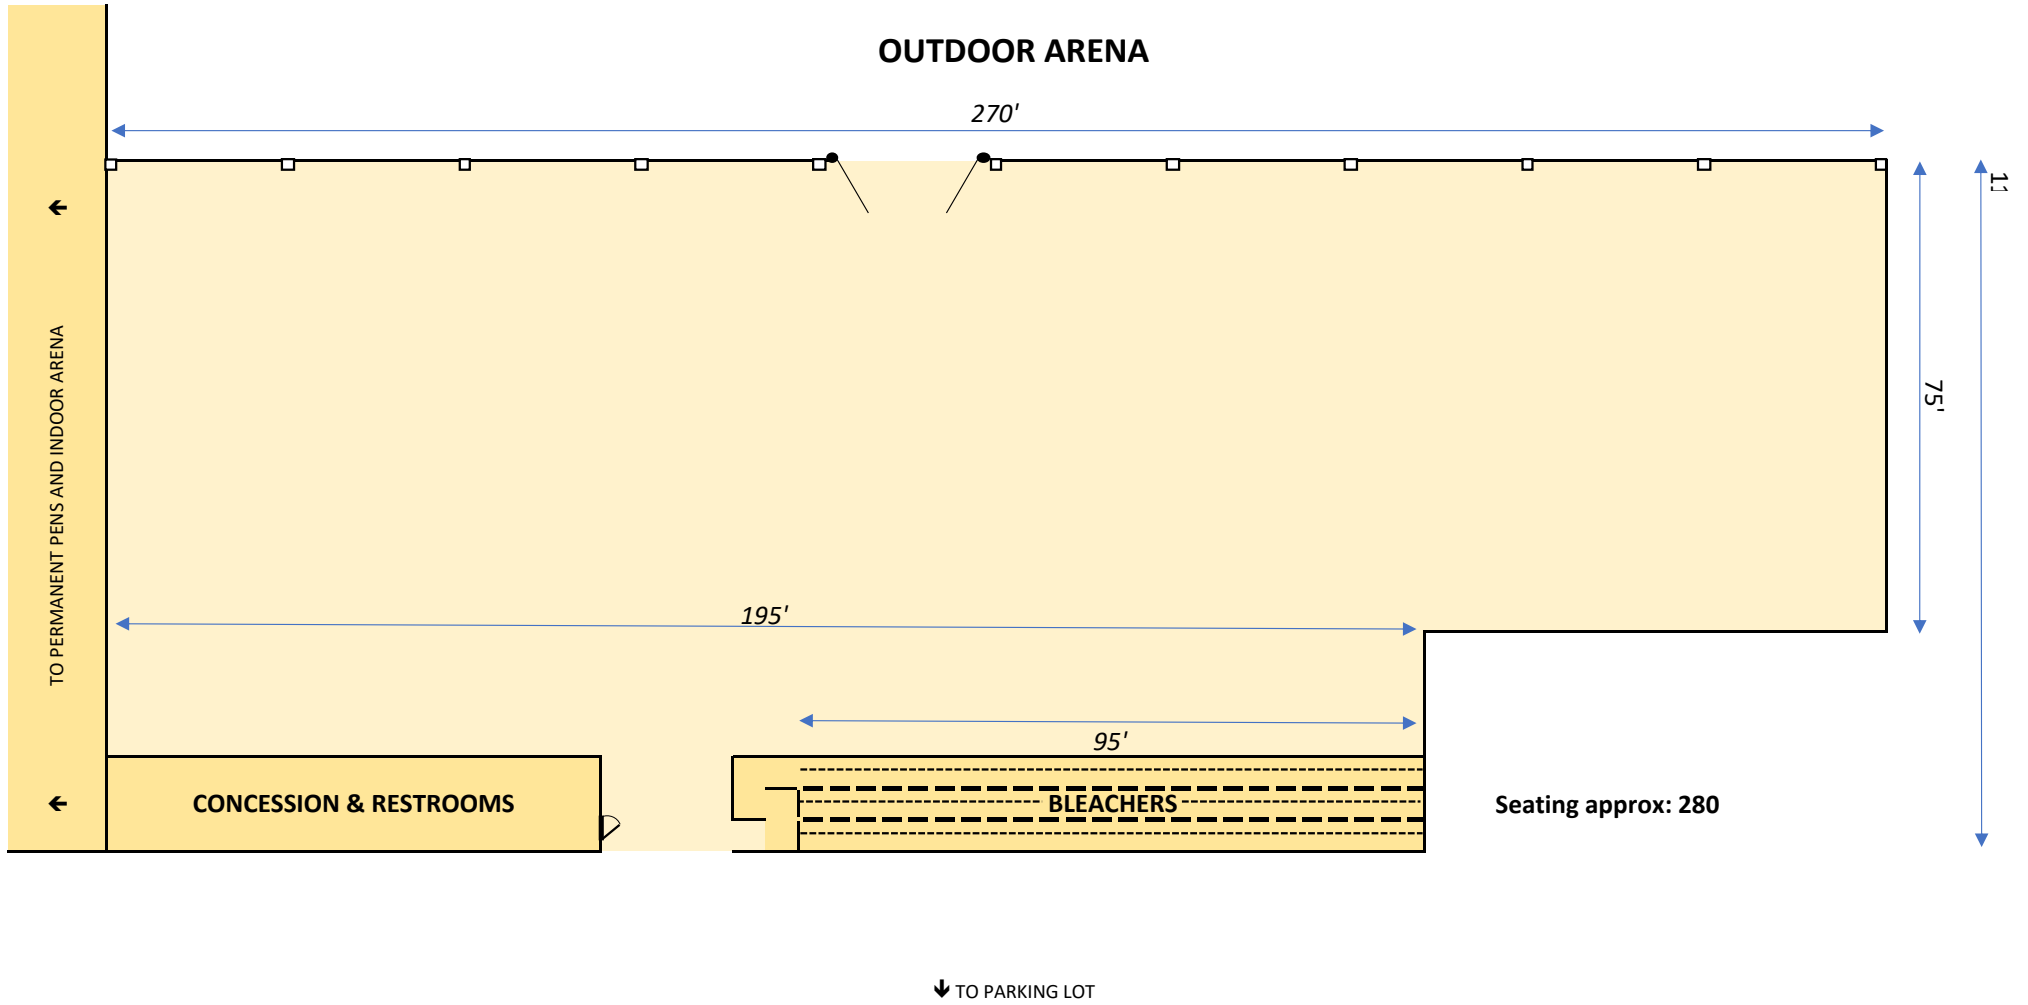 OUTDOOR ARENA
270'
75'
TO PERMANENT PENS AND INDOOR ARENA
195'
95'
CONCESSION & RESTROOMS
BLEACHERS
Seating approx: 280
TO PARKING LOT